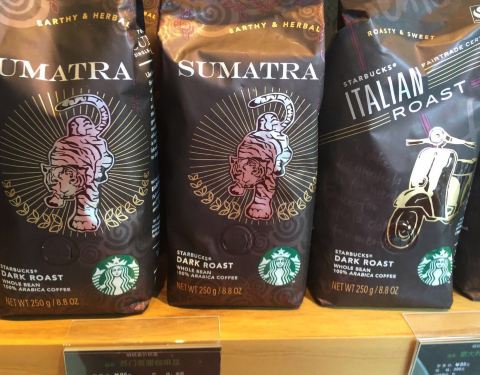 EARTHY & HERBAL
UMATRA
STARBUCKS®
DARK ROAST
WHOLE BEAN
100% ARABICA COFFEE
NET WT 250 g / 8.8 OZ
EARTHY & HERBAL
SUMATRA
STARBUCKS®
DARK ROAST
WHOLE BEAN
100% ARABICA COFFEE
NET WT 250 g / 8.8 OZ
ROASTY & SWEET
FAIRTRADE CERT
STARBUCKS®
ITALIAN
ROAST
STARBUCKS®
DARK ROAST
WHOLE BEAN
100% ARABICA COFFEE
NET WT 250 g / 8.8 OZ